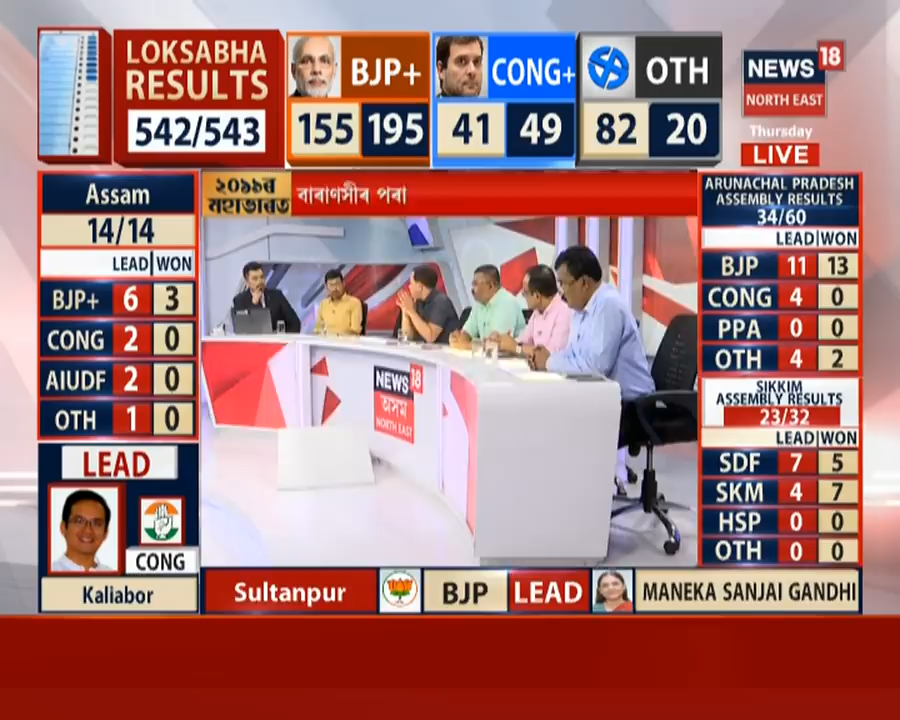 LOKSABHA
RESULTS
542/543
BJP+
155 195
CONG+
41 49
OTH
82 20
NEWS 18
NORTH EAST
Thursday
LIVE
Assam
14/14
LEAD WON
BJP+ 6 3
CONG 2 0
AIUDF 2 0
OTH 1 0
LEAD
CONG
Kaliabor
২০১৯ৰ
মহাভাৰত
বাৰাণসীৰ পৰা
NEWS 18
অসম
NORTH EAST
ARUNACHAL PRADESH
ASSEMBLY RESULTS
34/60
LEAD WON
BJP 11 13
CONG 4 0
PPA 0 0
OTH 4 2
SIKKIM
ASSEMBLY RESULTS
23/32
LEAD WON
SDF 7 5
SKM 4 7
HSP 0 0
OTH 0 0
Sultanpur BJP LEAD MANEKA SANJAI GANDHI